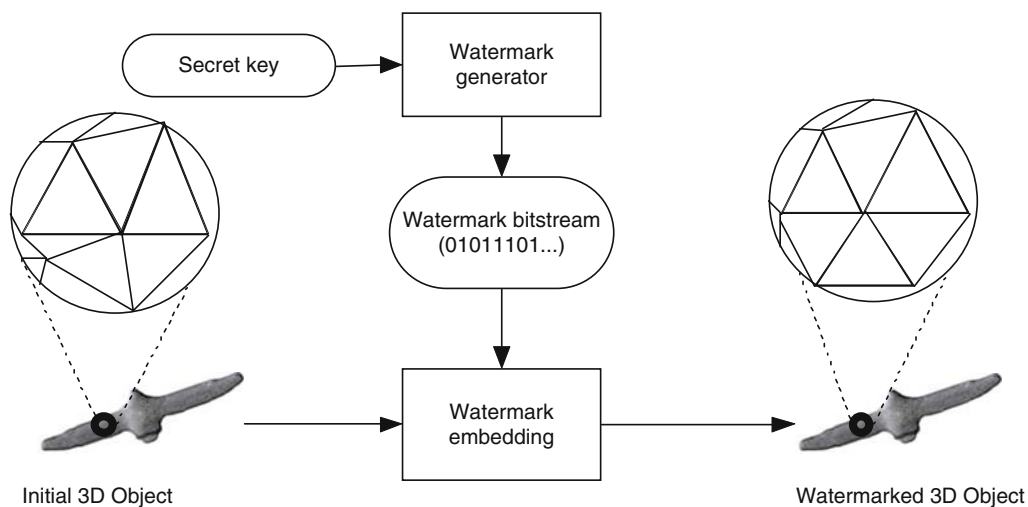 Secret key
Watermark
generator
Watermark bitstream
(01011101...)
Watermark
embedding
Initial 3D Object
Watermarked 3D Object